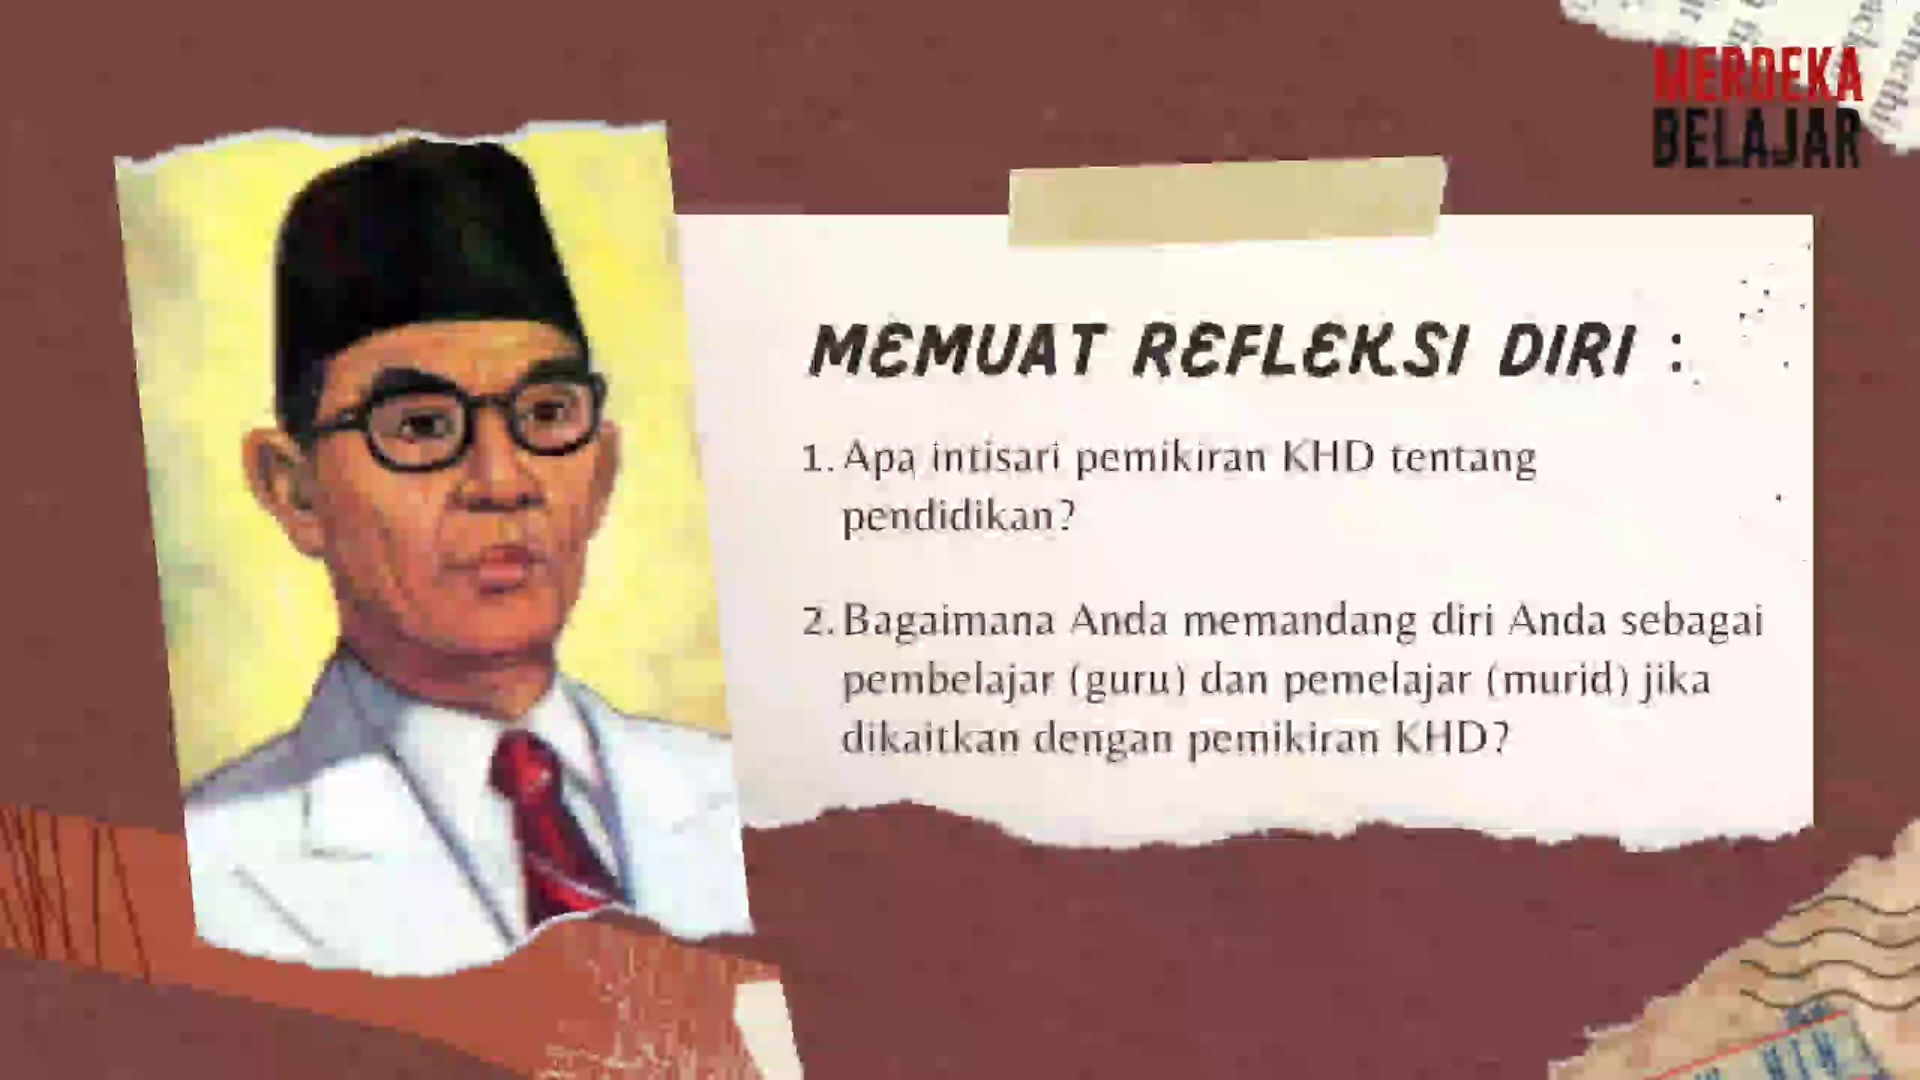 MERDEKA
BELAJAR
MEMUAT REFLEKSI DIRI :
1. Apa intisari pemikiran KHD tentang
pendidikan?
2. Bagaimana Anda memandang diri Anda sebagai
pembelajar (guru) dan pemelajar (murid) jika
dikaitkan dengan pemikiran KHD?